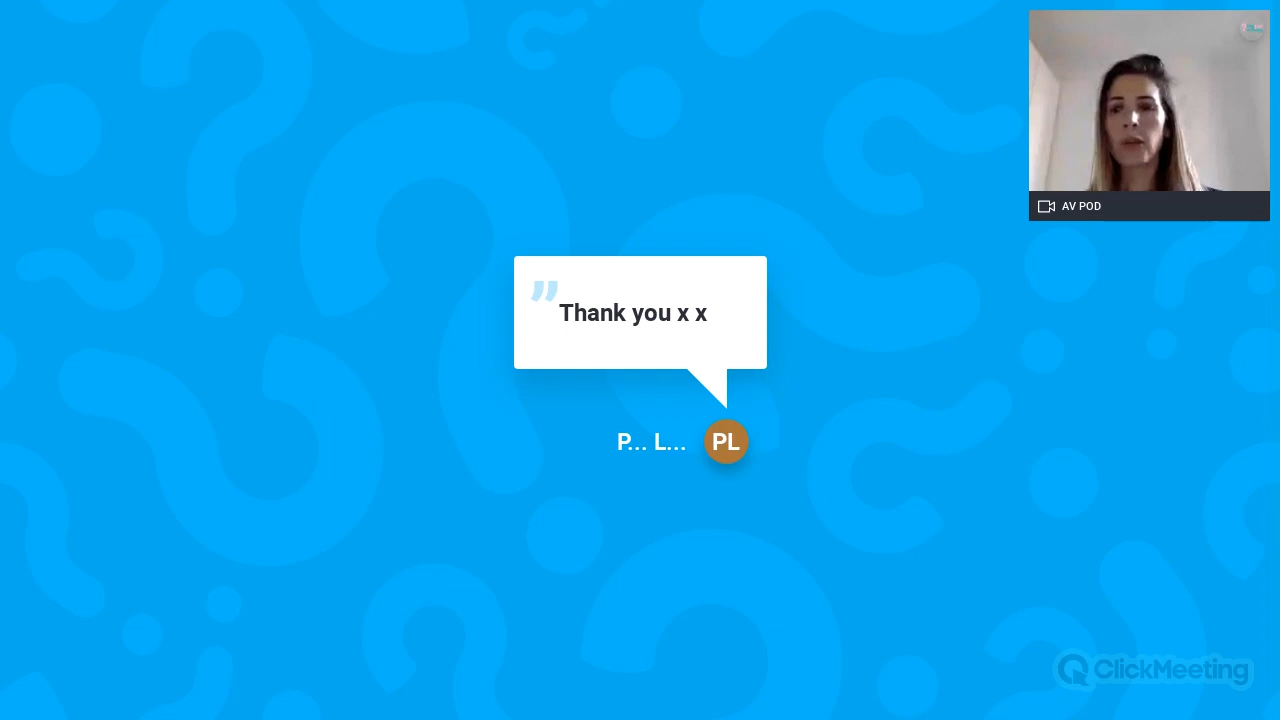 AV POD
”
Thank you x x
P... L...
PL
ClickMeeting